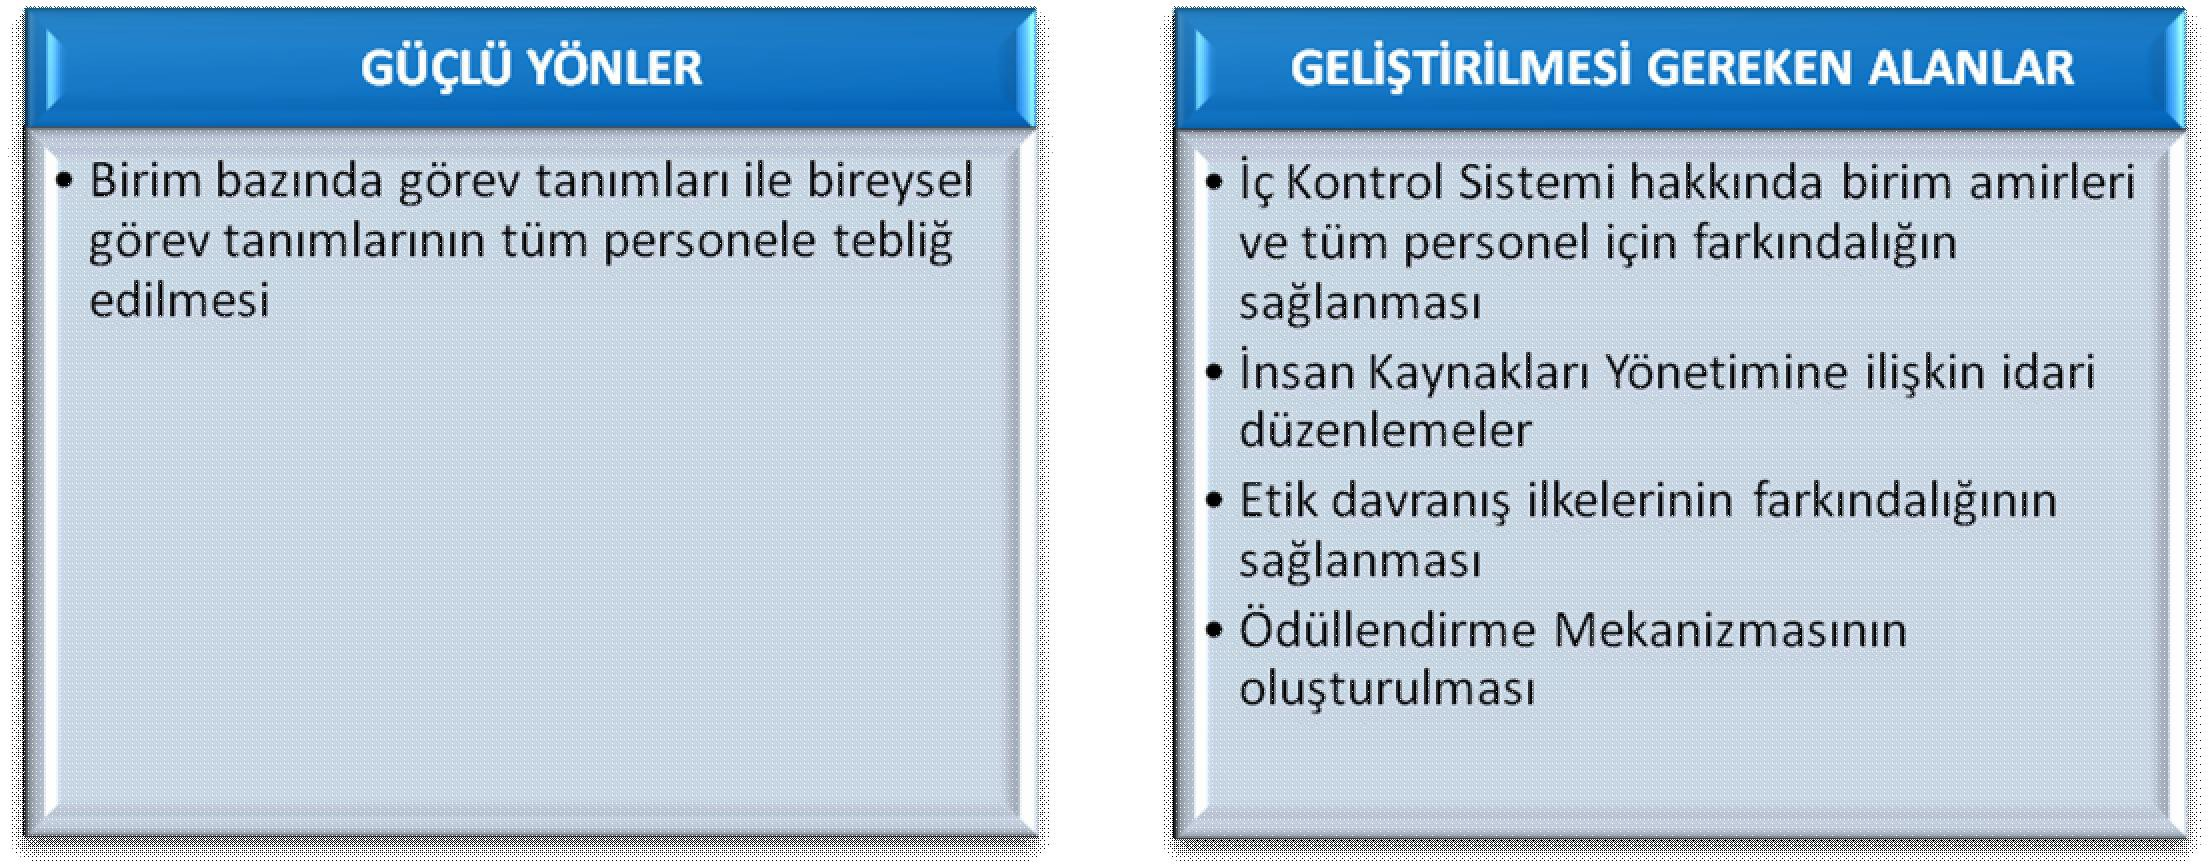 GÜÇLÜ YÖNLER
• Birim bazında görev tanımları ile bireysel
görev tanımlarının tüm personele tebliğ
edilmesi
GELİŞTİRİLMESİ GEREKEN ALANLAR
• İç Kontrol Sistemi hakkında birim amirleri
ve tüm personel için farkındalığın
sağlanması
• İnsan Kaynakları Yönetimine ilişkin idari
düzenlemeler
• Etik davranış ilkelerinin farkındalığının
sağlanması
• Ödüllendirme Mekanizmasının
oluşturulması